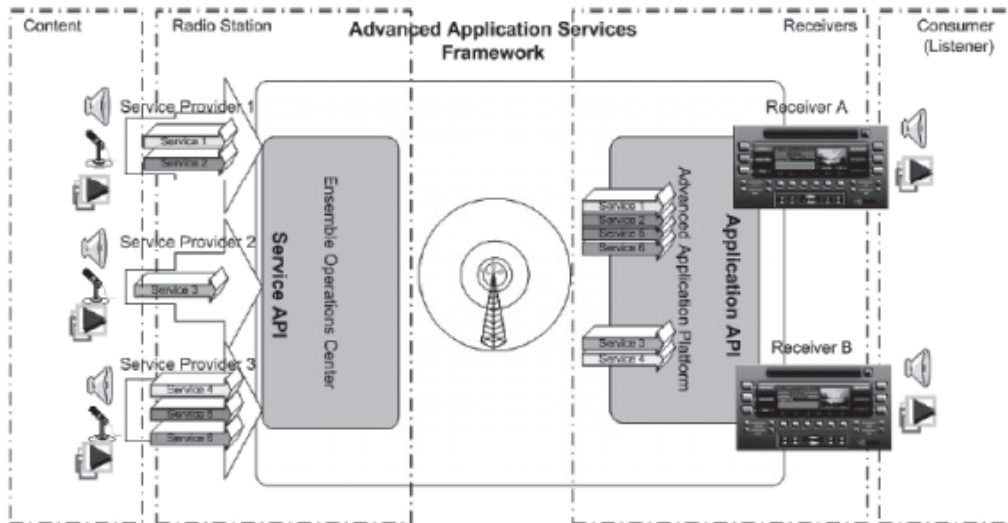 Content
Radio Station
Advanced Application Services
Framework
Receivers
Consumer
(Listener)
Service Provider 1
Service 1
Service 2
Service Provider 2
Service 3
Service Provider 3
Service 4
Service 5
Service 6
Service API
Ensemble Operations Center
Service 1
Service 2
Service 5
Service 6
Service 3
Service 4
Advanced Application Platform
Application API
Receiver A
Receiver B